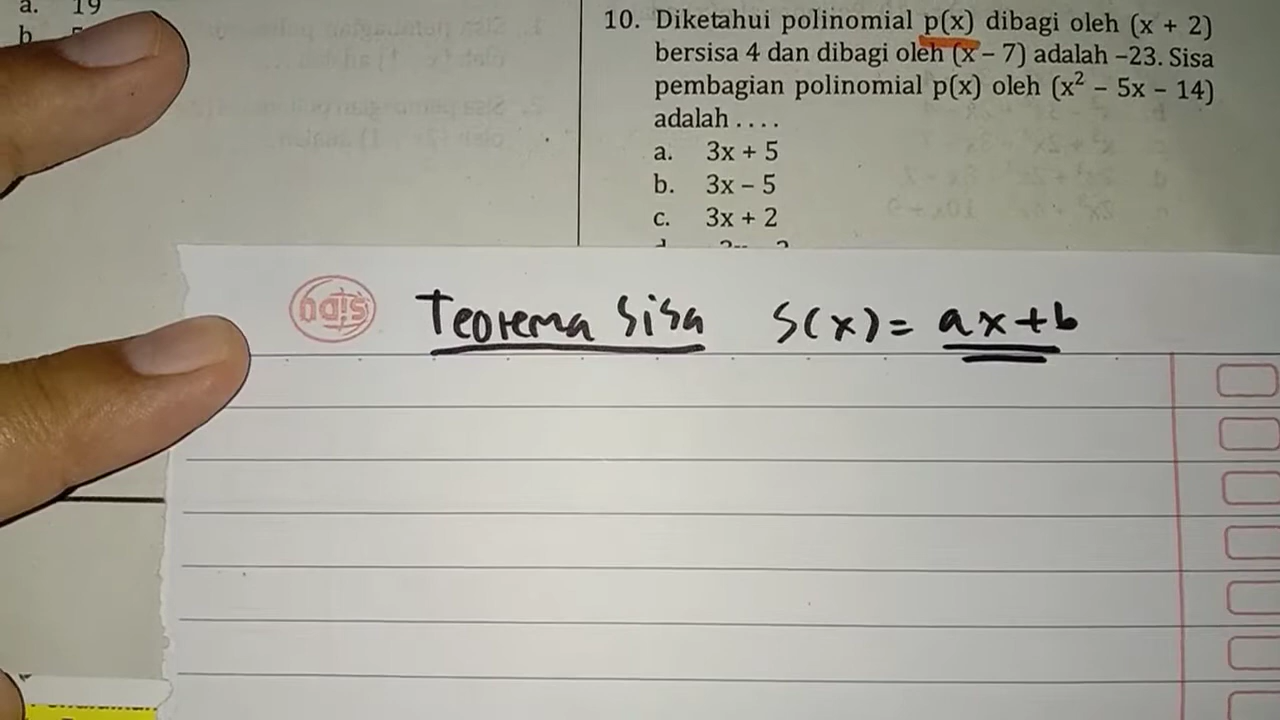 a. 19
b.
10. Diketahui polinomial p(x) dibagi oleh (x + 2)
bersisa 4 dan dibagi oleh (x – 7) adalah –23. Sisa
pembagian polinomial p(x) oleh (x² – 5x – 14)
adalah . . . .
a. 3x + 5
b. 3x – 5
c. 3x + 2
Teorema Sisa S(x) = ax+b